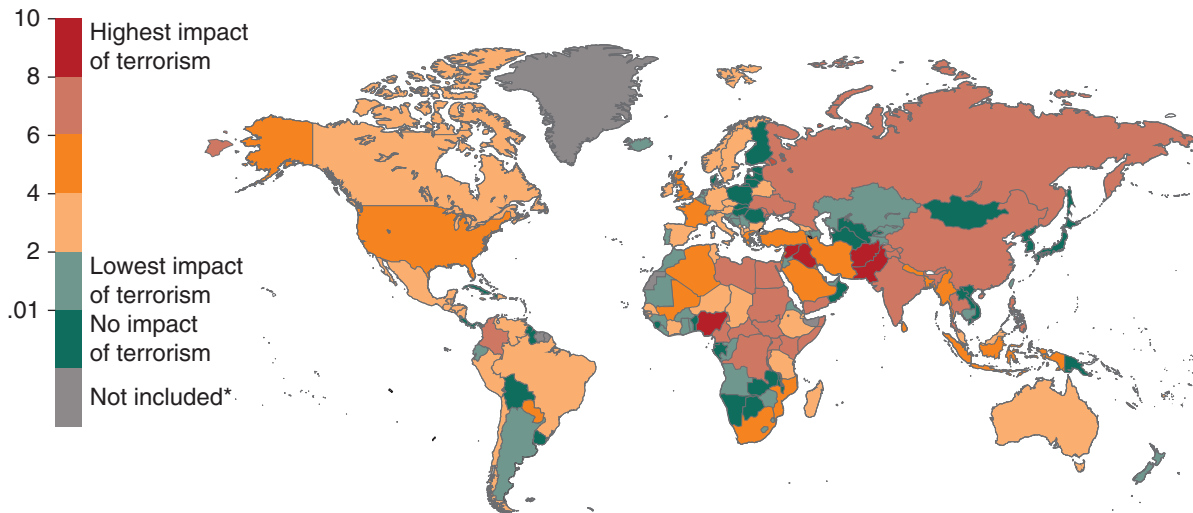 10
Highest impact
of terrorism
8
6
4
2
Lowest impact
of terrorism
.01
No impact
of terrorism
Not included*